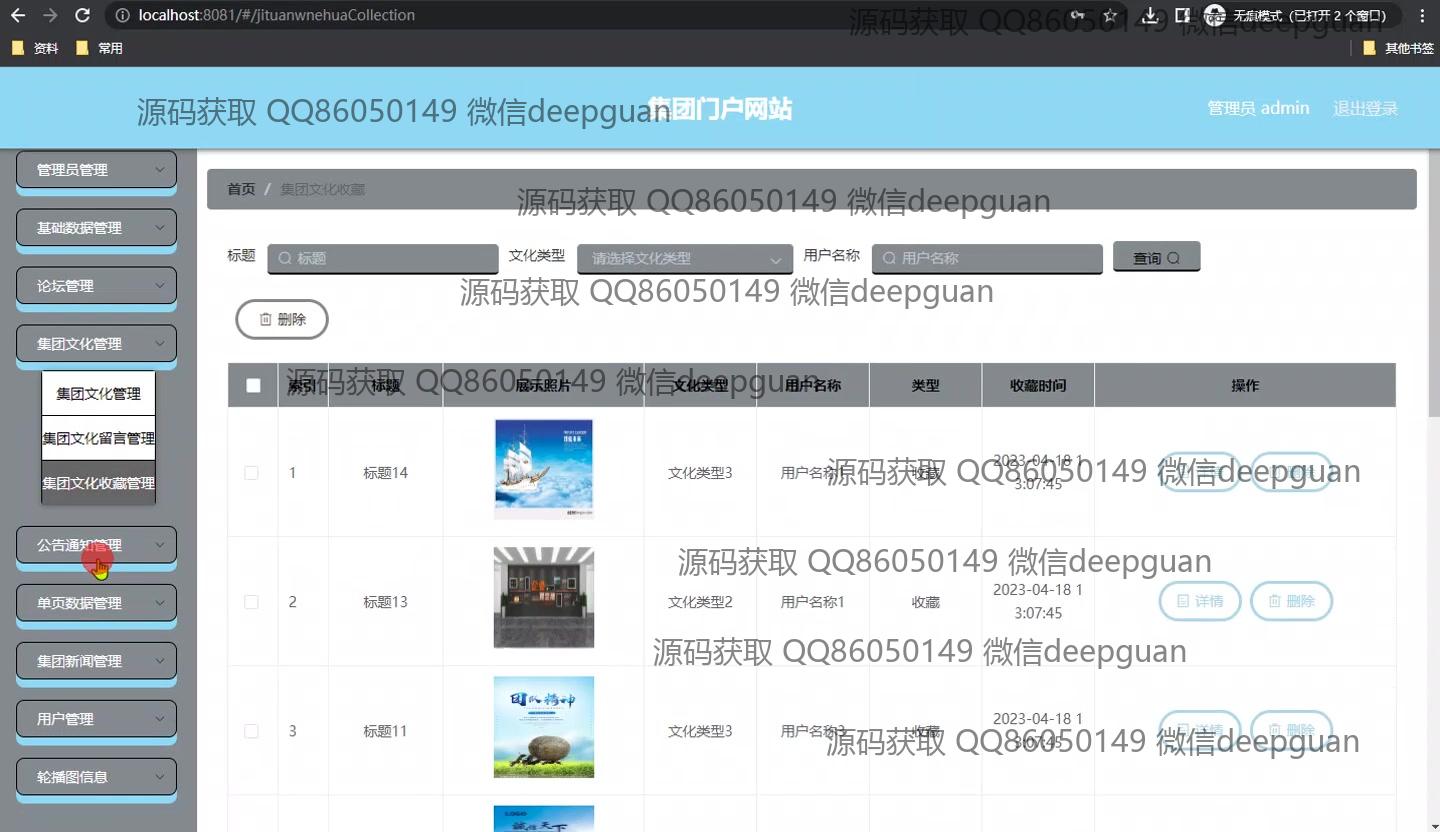 localhost:8081/#/jituanwnehuaCollection
无痕模式 (已打开 2 个窗口)
资料
常用
其他书签
源码获取 QQ86050149 微信deepguan
源码获取 QQ86050149 微信deepguan
集团门户网站
管理员 admin
退出登录
管理员管理
基础数据管理
论坛管理
集团文化管理
集团文化管理
集团文化留言管理
集团文化收藏管理
公告通知管理
单页数据管理
集团新闻管理
用户管理
轮播图信息
首页 / 集团文化收藏
源码获取 QQ86050149 微信deepguan
标题 标题 文化类型 请选择文化类型 用户名称 用户名称 查询
源码获取 QQ86050149 微信deepguan
删除
源码获取 QQ86050149 微信deepguan
索引 标题 展示照片 文化类型 用户名称 类型 收藏时间 操作
1 标题14 文化类型3 用户名称1 收藏 2023-04-18 1
3:07:45
详情 删除
源码获取 QQ86050149 微信deepguan
源码获取 QQ86050149 微信deepguan
2 标题13 文化类型2 用户名称1 收藏 2023-04-18 1
3:07:45
详情 删除
源码获取 QQ86050149 微信deepguan
团队精神
3 标题11 文化类型3 用户名称3 收藏 2023-04-18 1
3:07:45
详情 删除
源码获取 QQ86050149 微信deepguan
LOGO
诚信天下